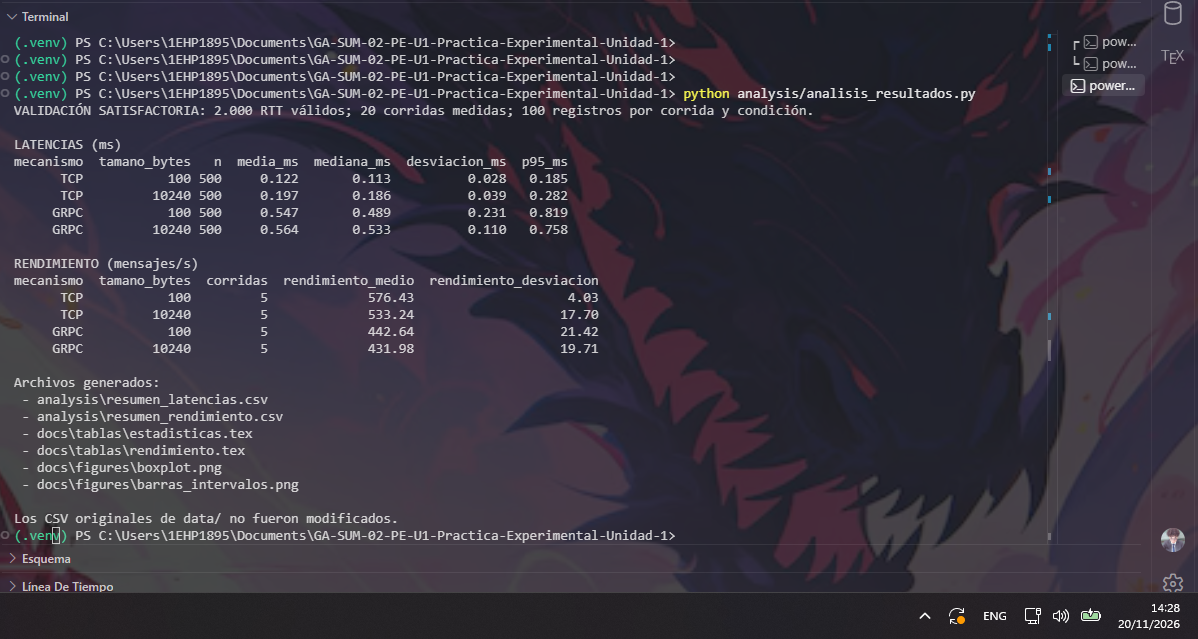 Terminal
(.venv) PS C:\Users\1EHP1895\Documents\GA-SUM-02-PE-U1-Practica-Experimental-Unidad-1>
(.venv) PS C:\Users\1EHP1895\Documents\GA-SUM-02-PE-U1-Practica-Experimental-Unidad-1>
(.venv) PS C:\Users\1EHP1895\Documents\GA-SUM-02-PE-U1-Practica-Experimental-Unidad-1>
(.venv) PS C:\Users\1EHP1895\Documents\GA-SUM-02-PE-U1-Practica-Experimental-Unidad-1> python analysis/analisis_resultados.py
VALIDACIÓN SATISFACTORIA: 2.000 RTT válidos; 20 corridas medidas; 100 registros por corrida y condición.
LATENCIAS (ms)
mecanismo tamano_bytes n media_ms mediana_ms desviacion_ms p95_ms
TCP 100 500 0.122 0.113 0.028 0.185
TCP 10240 500 0.197 0.186 0.039 0.282
GRPC 100 500 0.547 0.489 0.231 0.819
GRPC 10240 500 0.564 0.533 0.110 0.758
RENDIMIENTO (mensajes/s)
mecanismo tamano_bytes corridas rendimiento_medio rendimiento_desviacion
TCP 100 5 576.43 4.03
TCP 10240 5 533.24 17.70
GRPC 100 5 442.64 21.42
GRPC 10240 5 431.98 19.71
Archivos generados:
- analysis\resumen_latencias.csv
- analysis\resumen_rendimiento.csv
- docs\tablas\estadisticas.tex
- docs\tablas\rendimiento.tex
- docs\figures\boxplot.png
- docs\figures\barras_intervalos.png
Los CSV originales de data/ no fueron modificados.
(.venv) PS C:\Users\1EHP1895\Documents\GA-SUM-02-PE-U1-Practica-Experimental-Unidad-1>
Esquema
Línea De Tiempo
pow...
pow...
power...
TEX
ENG
14:28
20/11/2026